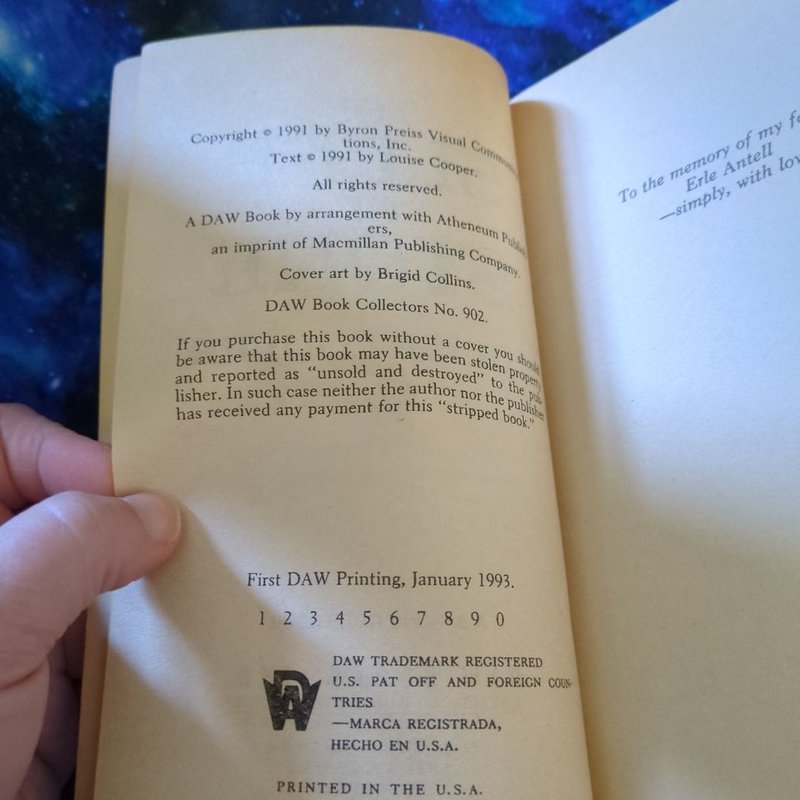 Copyright © 1991 by Byron Preiss Visual Communica-
tions, Inc.
Text © 1991 by Louise Cooper.
All rights reserved.
A DAW Book by arrangement with Atheneum Publish-
ers,
an imprint of Macmillan Publishing Company.
Cover art by Brigid Collins.
DAW Book Collectors No. 902.
If you purchase this book without a cover you should
be aware that this book may have been stolen property
and reported as "unsold and destroyed" to the pub-
lisher. In such case neither the author nor the publisher
has received any payment for this "stripped book."
First DAW Printing, January 1993.
1 2 3 4 5 6 7 8 9 0
DAW
DAW TRADEMARK REGISTERED
U.S. PAT OFF AND FOREIGN COUN-
TRIES
—MARCA REGISTRADA,
HECHO EN U.S.A.
PRINTED IN THE U.S.A.
To the memory of my
Erle Antell
—simply, with